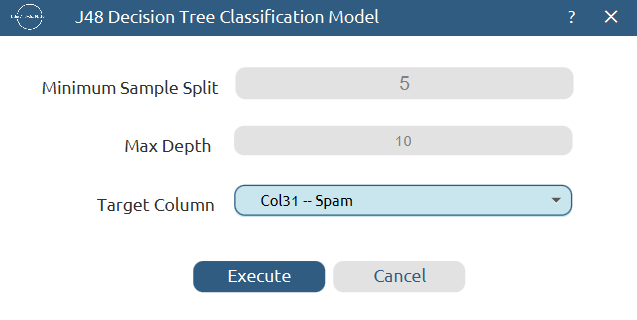 J48 Decision Tree Classification Model ?
Minimum Sample Split 5
Max Depth 10
Target Column Col31 -- Spam
Execute Cancel